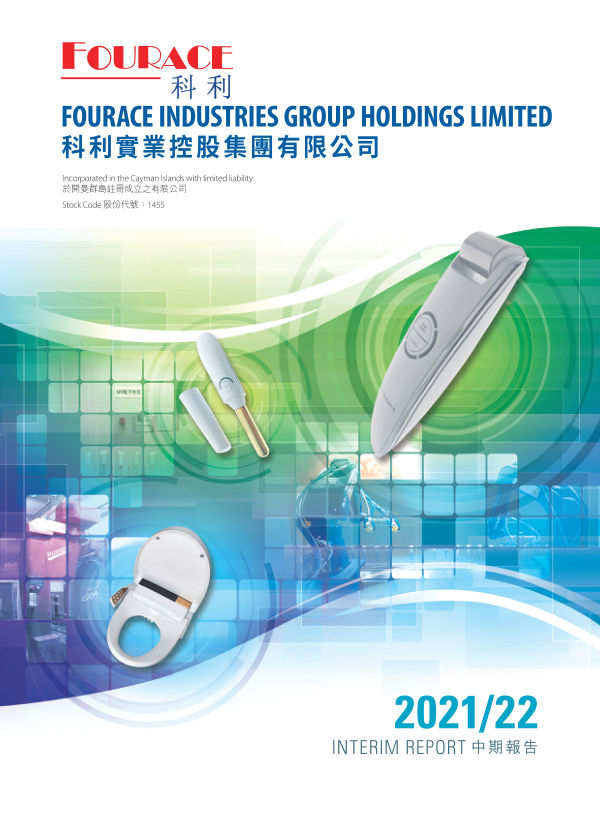 FOURACE
科利
FOURACE INDUSTRIES GROUP HOLDINGS LIMITED
科利實業控股集團有限公司
Incorporated in the Cayman Islands with limited liability
於開曼群島註冊成立之有限公司
Stock Code 股份代號：1455
2021/22
INTERIM REPORT 中期報告